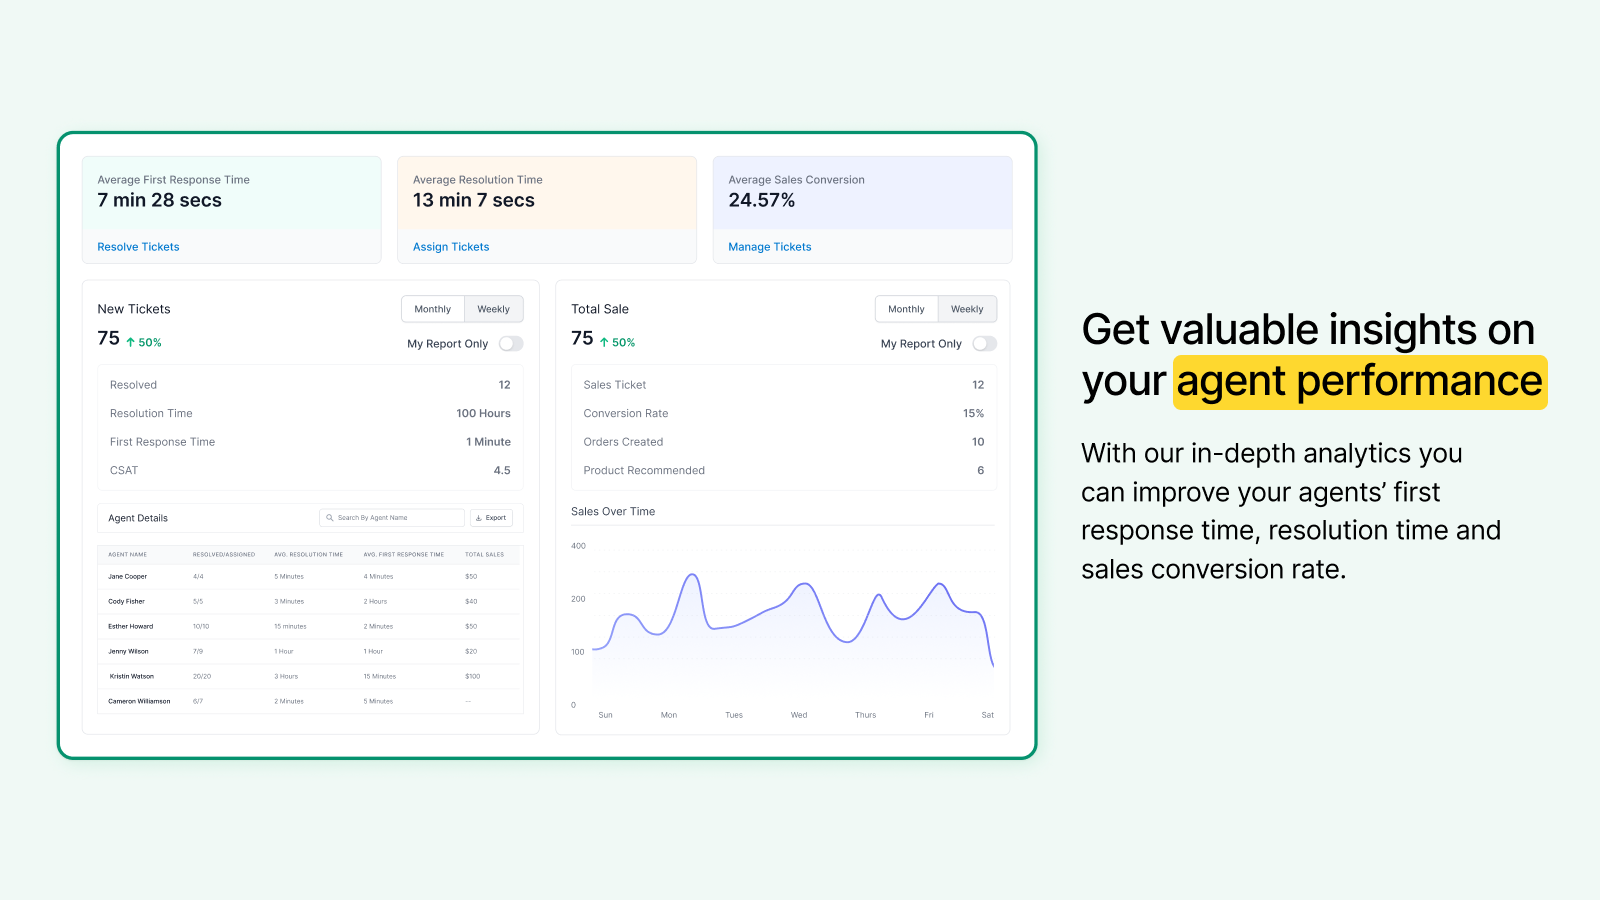 Average First Response Time
7 min 28 secs
Resolve Tickets
Average Resolution Time
13 min 7 secs
Assign Tickets
Average Sales Conversion
24.57%
Manage Tickets
New Tickets
Monthly Weekly
75 ↑ 50%
My Report Only
Resolved 12
Resolution Time 100 Hours
First Response Time 1 Minute
CSAT 4.5
Agent Details Search By Agent Name Export
AGENT NAME RESOLVED/ASSIGNED AVG. RESOLUTION TIME AVG. FIRST RESPONSE TIME TOTAL SALES
Jane Cooper 4/4 5 Minutes 4 Minutes $50
Cody Fisher 5/5 3 Minutes 2 Hours $40
Esther Howard 10/10 15 minutes 2 Minutes $50
Jenny Wilson 7/9 1 Hour 1 Hour $20
Kristin Watson 20/20 3 Hours 15 Minutes $100
Cameron Williamson 6/7 2 Minutes 5 Minutes --
Total Sale
Monthly Weekly
75 ↑ 50%
My Report Only
Sales Ticket 12
Conversion Rate 15%
Orders Created 10
Product Recommended 6
Sales Over Time
400
200
100
0
Sun Mon Tues Wed Thurs Fri Sat
Get valuable insights on
your agent performance
With our in-depth analytics you
can improve your agents’ first
response time, resolution time and
sales conversion rate.